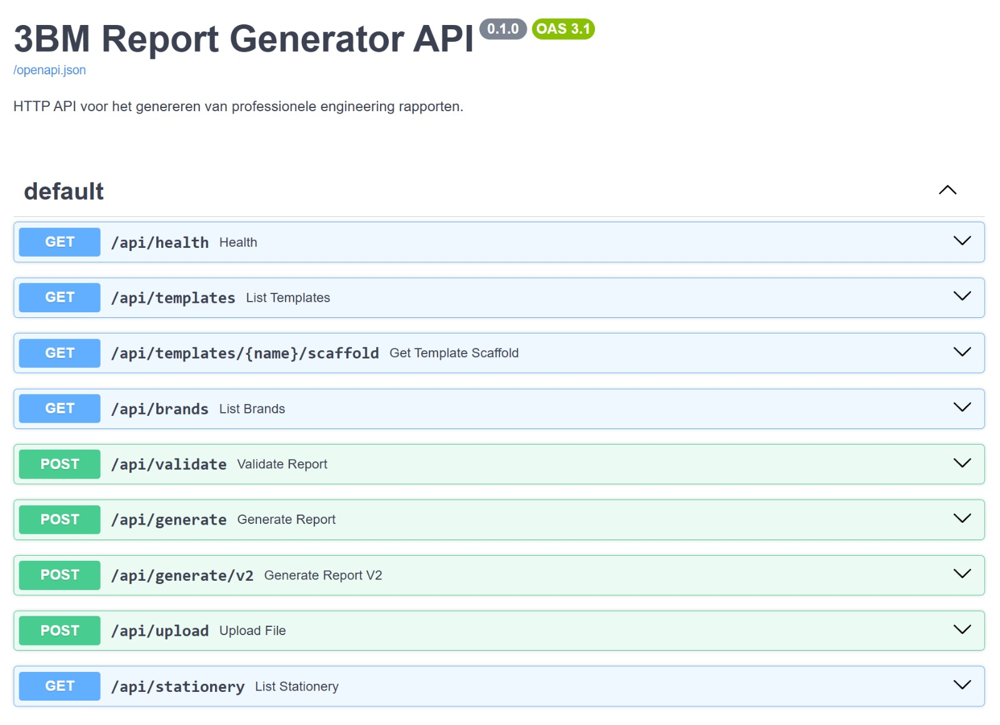 3BM Report Generator API 0.1.0 OAS 3.1
/openapi.json
HTTP API voor het genereren van professionele engineering rapporten.
default
GET /api/health Health
GET /api/templates List Templates
GET /api/templates/{name}/scaffold Get Template Scaffold
GET /api/brands List Brands
POST /api/validate Validate Report
POST /api/generate Generate Report
POST /api/generate/v2 Generate Report V2
POST /api/upload Upload File
GET /api/stationery List Stationery